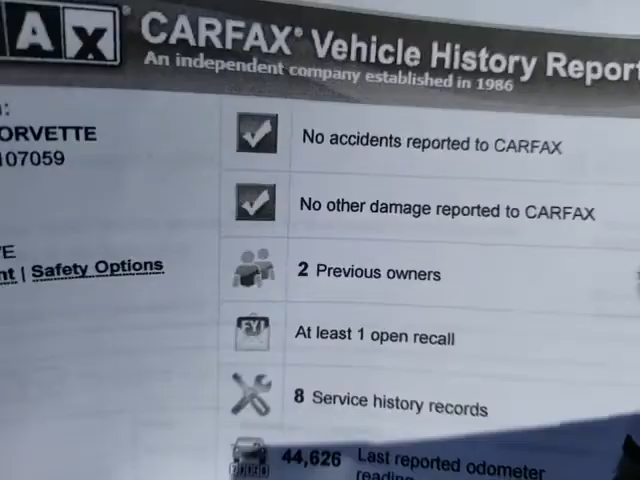 AX® CARFAX® Vehicle History Report
An independent company established in 1986
:
ORVETTE
107059
E
nt | Safety Options
No accidents reported to CARFAX
No other damage reported to CARFAX
2 Previous owners
FYI
At least 1 open recall
8 Service history records
44,626 Last reported odometer
reading